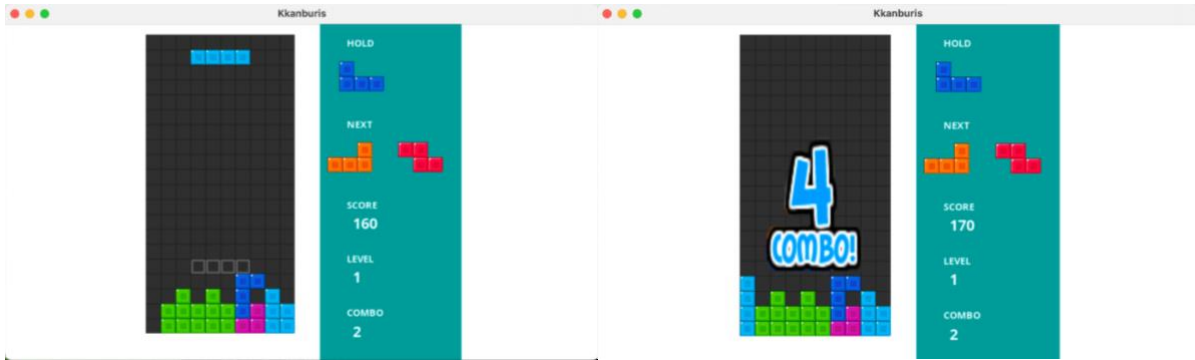 Kkanburis
HOLD
NEXT
SCORE
160
LEVEL
1
COMBO
2
Kkanburis
HOLD
NEXT
SCORE
170
LEVEL
1
COMBO
2
4
COMBO!